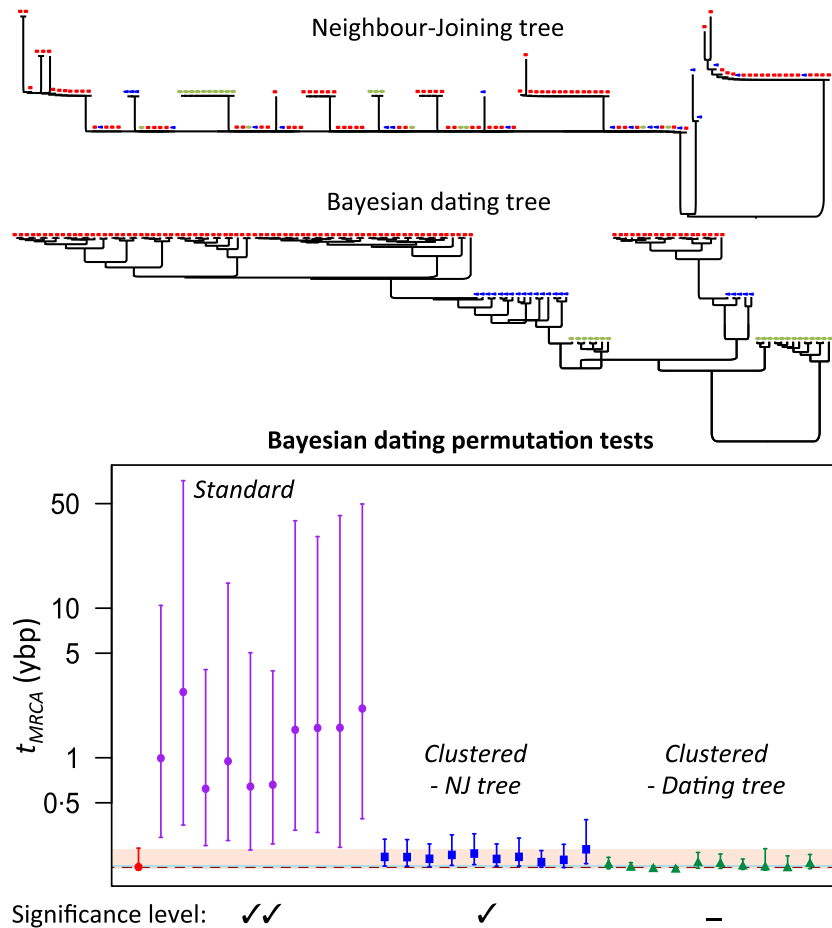 Neighbour-Joining tree
Bayesian dating tree
Bayesian dating permutation tests
Standard
50
10
5
1
0·5
t_MRCA (ybp)
Clustered
- NJ tree
Clustered
- Dating tree
Significance level: ✓✓ ✓ –